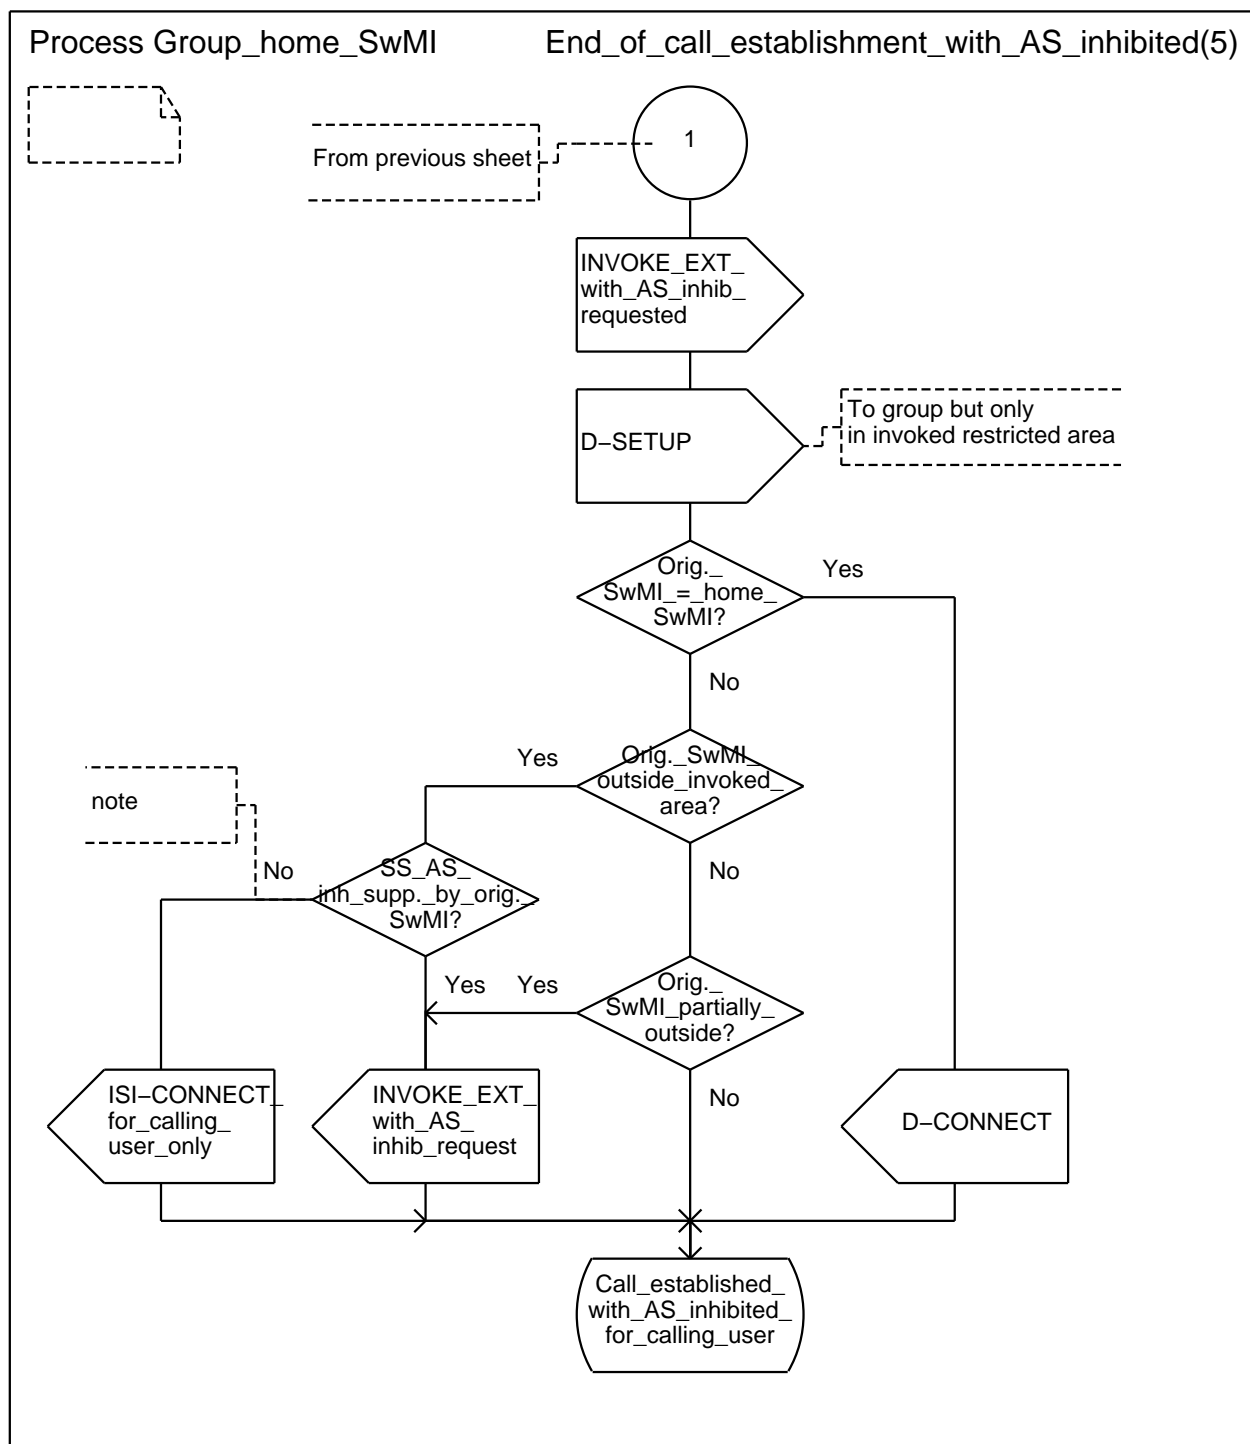 Process Group_home_SwMI
End_of_call_establishment_with_AS_inhibited(5)
From previous sheet
1
INVOKE_EXT_
with_AS_inhib_
requested
D−SETUP
To group but only
in invoked restricted area
Orig._
SwMI_=_home_
SwMI?
Yes
No
Orig._SwMI_
outside_invoked_
area?
Yes
No
note
SS_AS_
inh_supp._by_orig._
SwMI?
No
Yes
Yes
Orig._
SwMI_partially_
outside?
No
ISI−CONNECT_
for_calling_
user_only
INVOKE_EXT_
with_AS_
inhib_request
D−CONNECT
Call_established_
with_AS_inhibited_
for_calling_user